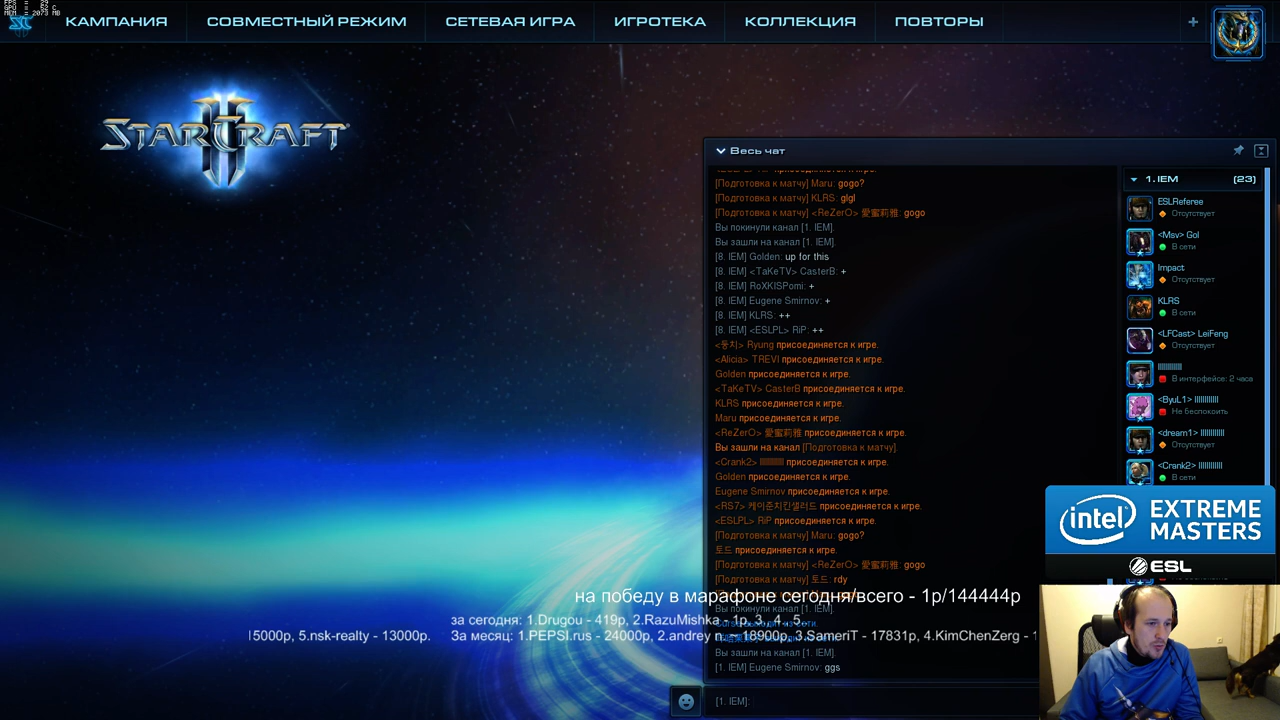 КАМПАНИЯ
СОВМЕСТНЫЙ РЕЖИМ
СЕТЕВАЯ ИГРА
ИГРОТЕКА
КОЛЛЕКЦИЯ
ПОВТОРЫ
STARCRAFT
II
Весь чат
[Подготовка к матчу] Maru: gogo?
[Подготовка к матчу] KLRS: glgl
[Подготовка к матчу] <ReZerO> 愛蜜莉雅: gogo
Вы покинули канал [1. IEM].
Вы зашли на канал [1. IEM].
[8. IEM] Golden: up for this
[8. IEM] <TaKeTV> CasterB: +
[8. IEM] RoXKISPomi: +
[8. IEM] Eugene Smirnov: +
[8. IEM] KLRS: ++
[8. IEM] <ESLPL> RiP: ++
<둥치> Ryung присоединяется к игре.
<Alicia> TREVI присоединяется к игре.
Golden присоединяется к игре.
<TaKeTV> CasterB присоединяется к игре.
KLRS присоединяется к игре.
Maru присоединяется к игре.
<ReZerO> 愛蜜莉雅 присоединяется к игре.
Вы зашли на канал [Подготовка к матчу].
<Crank2> llllllllllll присоединяется к игре.
Golden присоединяется к игре.
Eugene Smirnov присоединяется к игре.
<RS7> 케이준치킨샐러드 присоединяется к игре.
<ESLPL> RiP присоединяется к игре.
[Подготовка к матчу] Maru: gogo?
토드 присоединяется к игре.
[Подготовка к матчу] <ReZerO> 愛蜜莉雅: gogo
[Подготовка к матчу] 토드: rdy
Вы покинули канал [1. IEM].
Вы зашли на канал [1. IEM].
[1. IEM] Eugene Smirnov: ggs
[1. IEM]:
1. IEM (23)
ESLReferee
Отсутствует
<Msv> Gol
В сети
Impact
Отсутствует
KLRS
В сети
<LFCast> LeiFeng
Отсутствует
llllllllllll
В интерфейсе: 2 часа
<ByuL1> llllllllllll
Не беспокоить
<dream1> llllllllllll
Отсутствует
<Crank2> llllllllllll
В сети
intel EXTREME
MASTERS
ESL
на победу в марафоне сегодня/всего - 1р/144444р
за сегодня: 1.Drugou - 419р, 2.RazuMishka - 1р, 3. 4. 5.
5000р, 5.nsk-realty - 13000р. За месяц: 1.PEPSI.rus - 24000р, 2.andrey n. - 18900р, 3.SameriT - 17831р, 4.KimChenZerg - 1